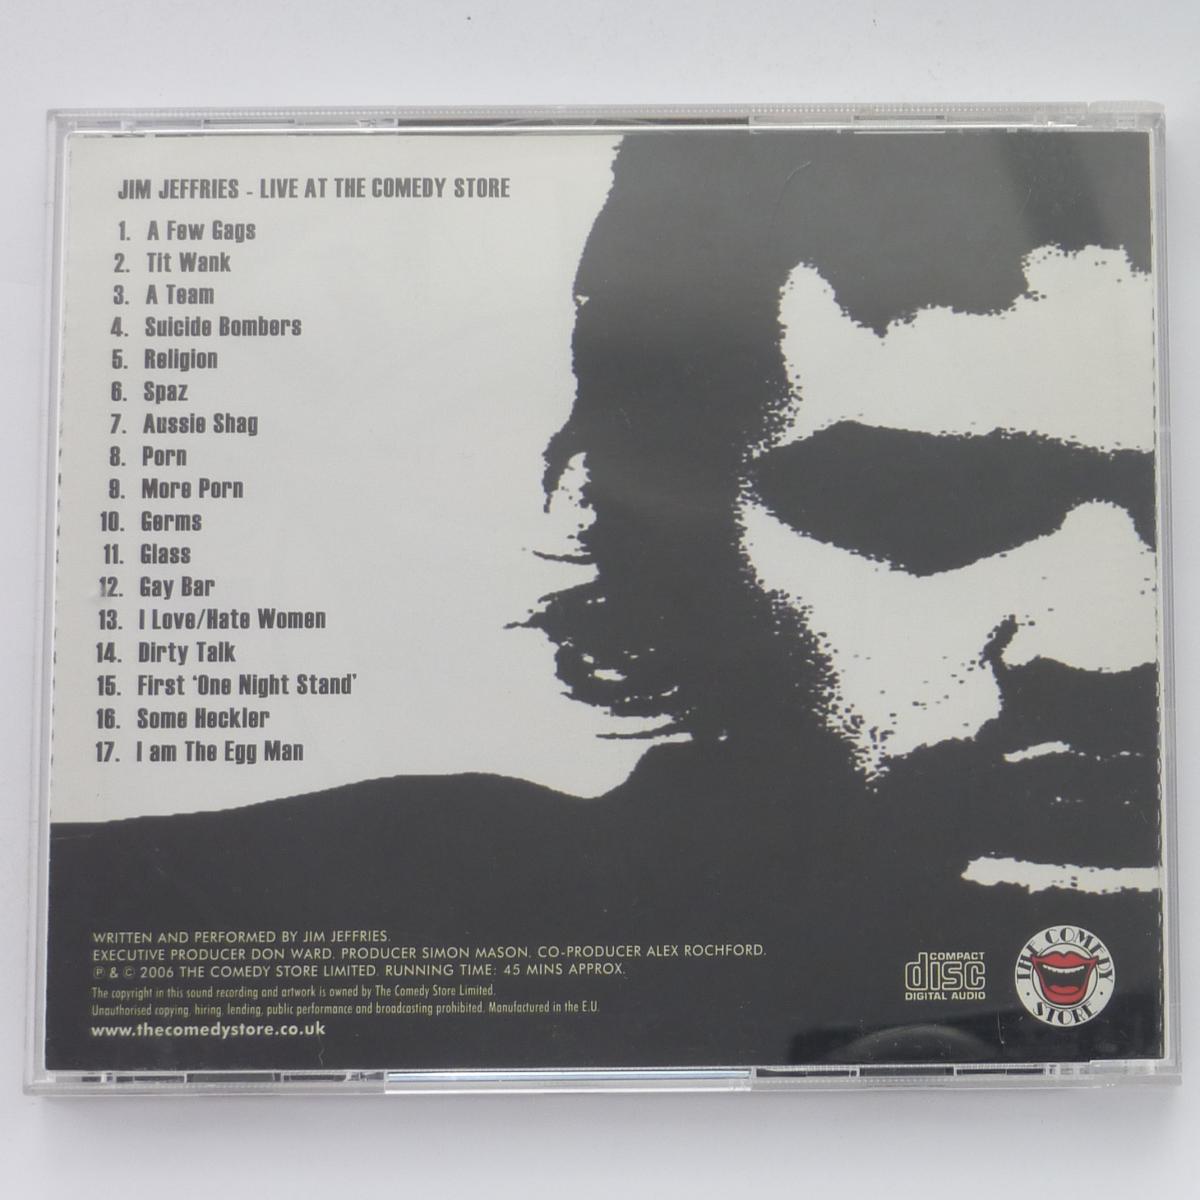 JIM JEFFRIES - LIVE AT THE COMEDY STORE
1. A Few Gags
2. Tit Wank
3. A Team
4. Suicide Bombers
5. Religion
6. Spaz
7. Aussie Shag
8. Porn
9. More Porn
10. Germs
11. Glass
12. Gay Bar
13. I Love/Hate Women
14. Dirty Talk
15. First ‘One Night Stand’
16. Some Heckler
17. I am The Egg Man
WRITTEN AND PERFORMED BY JIM JEFFRIES.
EXECUTIVE PRODUCER DON WARD. PRODUCER SIMON MASON. CO-PRODUCER ALEX ROCHFORD.
℗ & © 2006 THE COMEDY STORE LIMITED. RUNNING TIME: 45 MINS APPROX.
The copyright in this sound recording and artwork is owned by The Comedy Store Limited.
Unauthorised copying, hiring, lending, public performance and broadcasting prohibited. Manufactured in the E.U.
www.thecomedystore.co.uk
COMPACT
disc
DIGITAL AUDIO
THE COMEDY
STORE